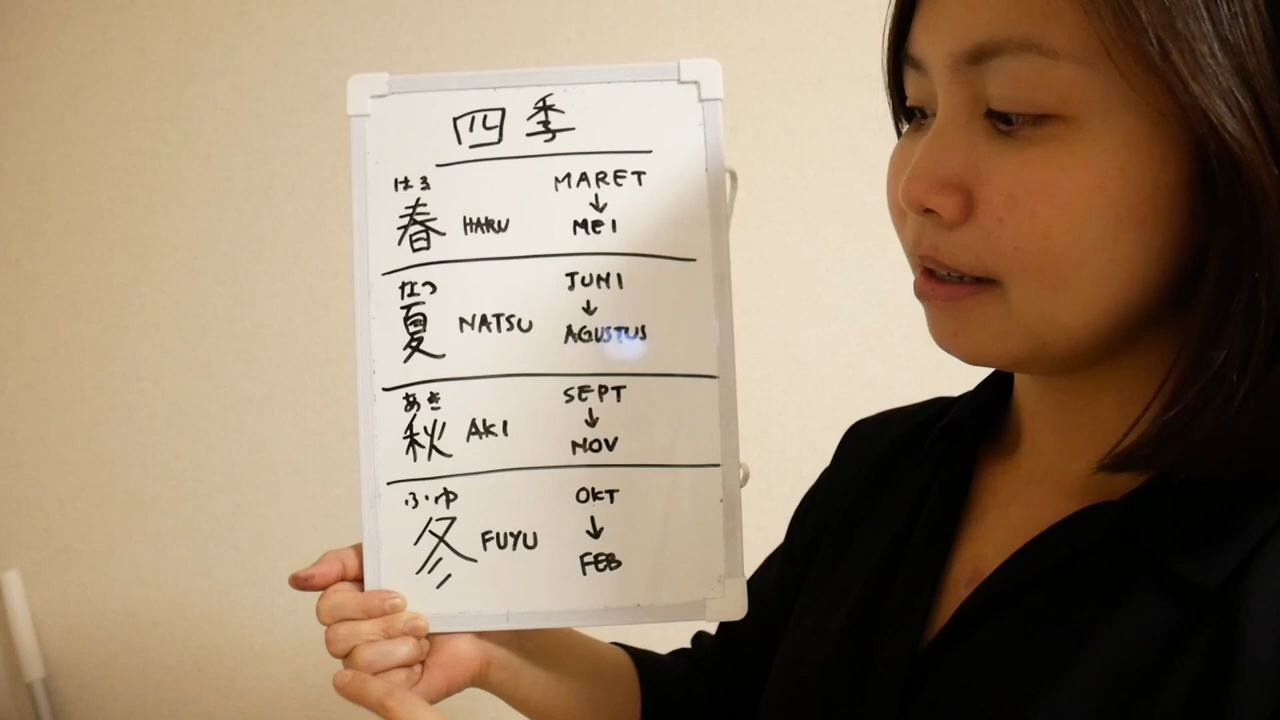 四季
はる
春 HARU
MARET
↓
MEI
なつ
夏 NATSU
JUNI
↓
AGUSTUS
あき
秋 AKI
SEPT
↓
NOV
ふゆ
冬 FUYU
OKT
↓
FEB